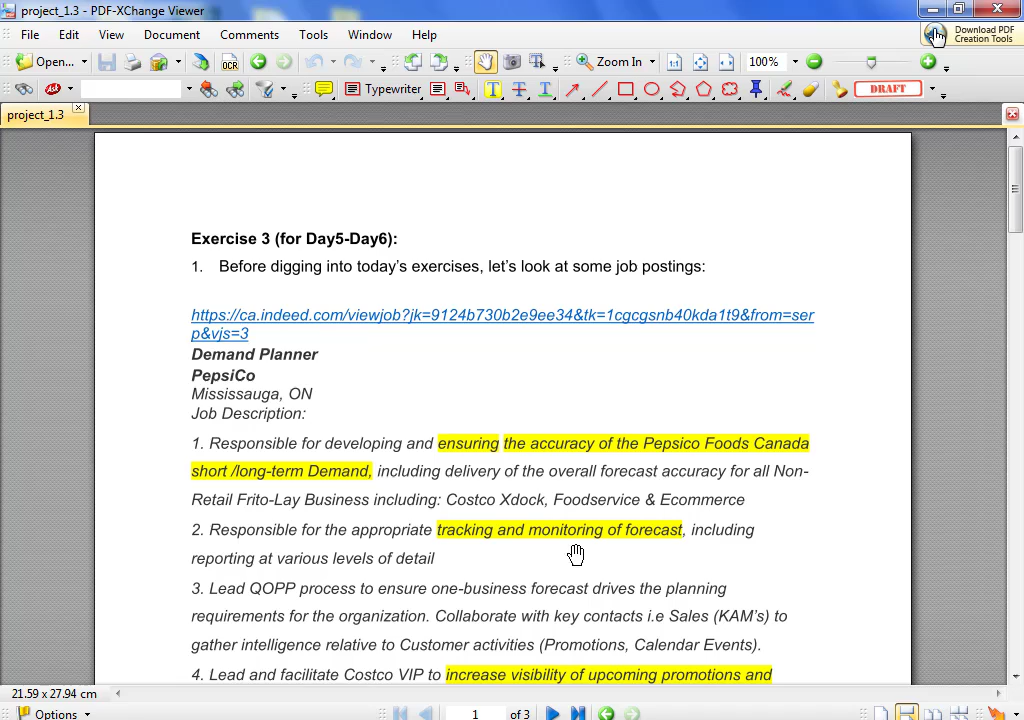 project_1.3 - PDF-XChange Viewer
File Edit View Document Comments Tools Window Help
Download PDF
Creation Tools
Open... OCR Zoom In 100%
Typewriter DRAFT
project_1.3
Exercise 3 (for Day5-Day6):
1. Before digging into today's exercises, let's look at some job postings:
https://ca.indeed.com/viewjob?jk=9124b730b2e9ee34&tk=1cgcgsnb40kda1t9&from=ser
p&vjs=3
Demand Planner
PepsiCo
Mississauga, ON
Job Description:
1. Responsible for developing and ensuring the accuracy of the Pepsico Foods Canada
short /long-term Demand, including delivery of the overall forecast accuracy for all Non-
Retail Frito-Lay Business including: Costco Xdock, Foodservice & Ecommerce
2. Responsible for the appropriate tracking and monitoring of forecast, including
reporting at various levels of detail
3. Lead QOPP process to ensure one-business forecast drives the planning
requirements for the organization. Collaborate with key contacts i.e Sales (KAM's) to
gather intelligence relative to Customer activities (Promotions, Calendar Events).
4. Lead and facilitate Costco VIP to increase visibility of upcoming promotions and
21.59 x 27.94 cm
Options 1 of 3